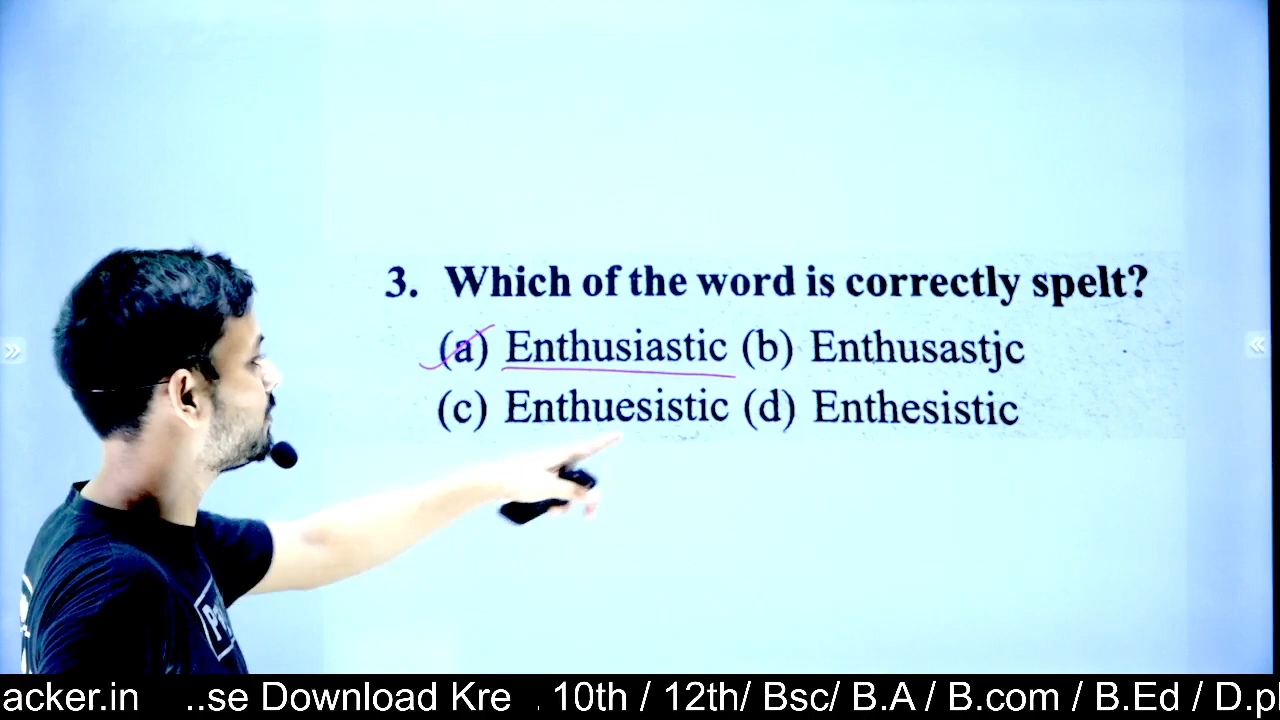 3. Which of the word is correctly spelt?
(a) Enthusiastic (b) Enthusastjc
(c) Enthuesistic (d) Enthesistic
acker.in ..se Download Kre . 10th / 12th/ Bsc/ B.A / B.com / B.Ed / D.pl